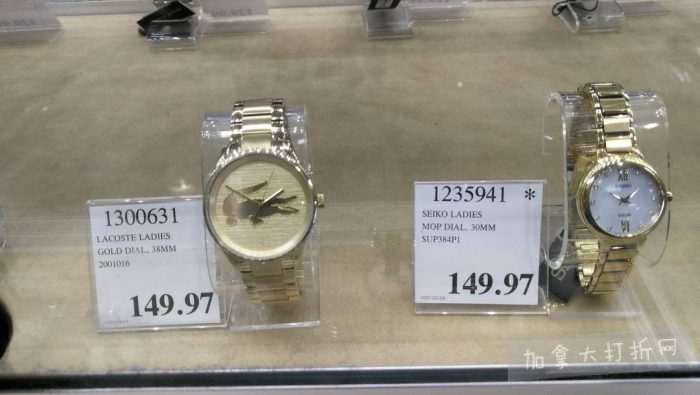 1300631
LACOSTE LADIES
GOLD DIAL, 38MM
2001016
149.97
1235941 *
SEIKO LADIES
MOP DIAL, 30MM
SUP384P1
149.97
加拿大打折网